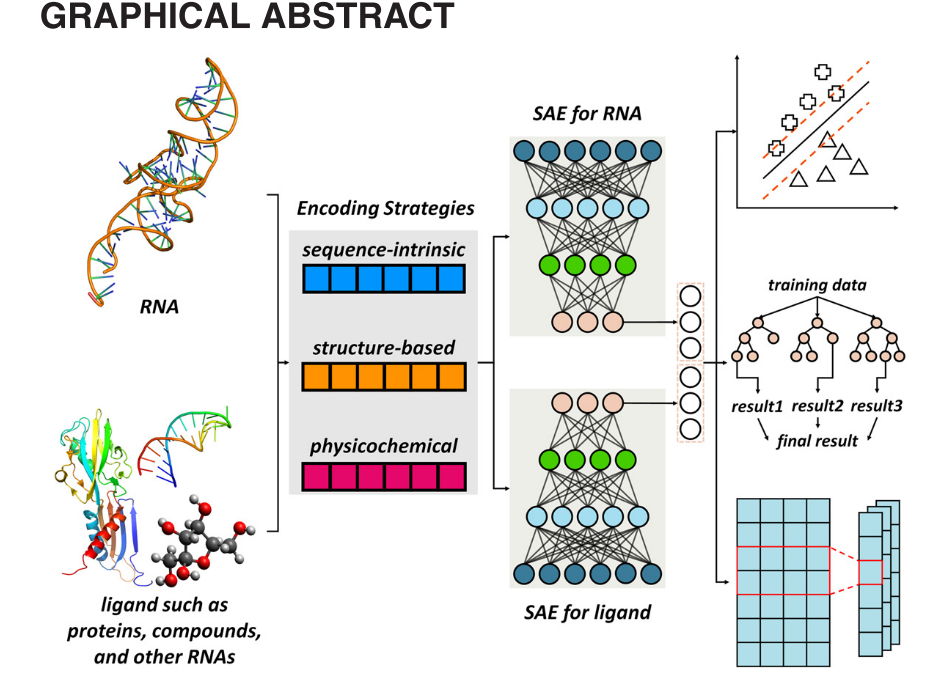 GRAPHICAL ABSTRACT
RNA
ligand such as
proteins, compounds,
and other RNAs
Encoding Strategies
sequence-intrinsic
structure-based
physicochemical
SAE for RNA
SAE for ligand
training data
result1 result2 result3
final result